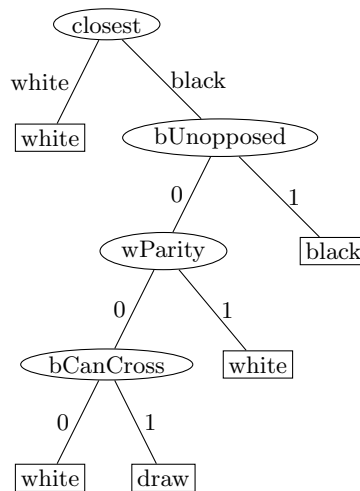 closest
white black
white bUnopposed
0 1
wParity black
0 1
bCanCross white
0 1
white draw